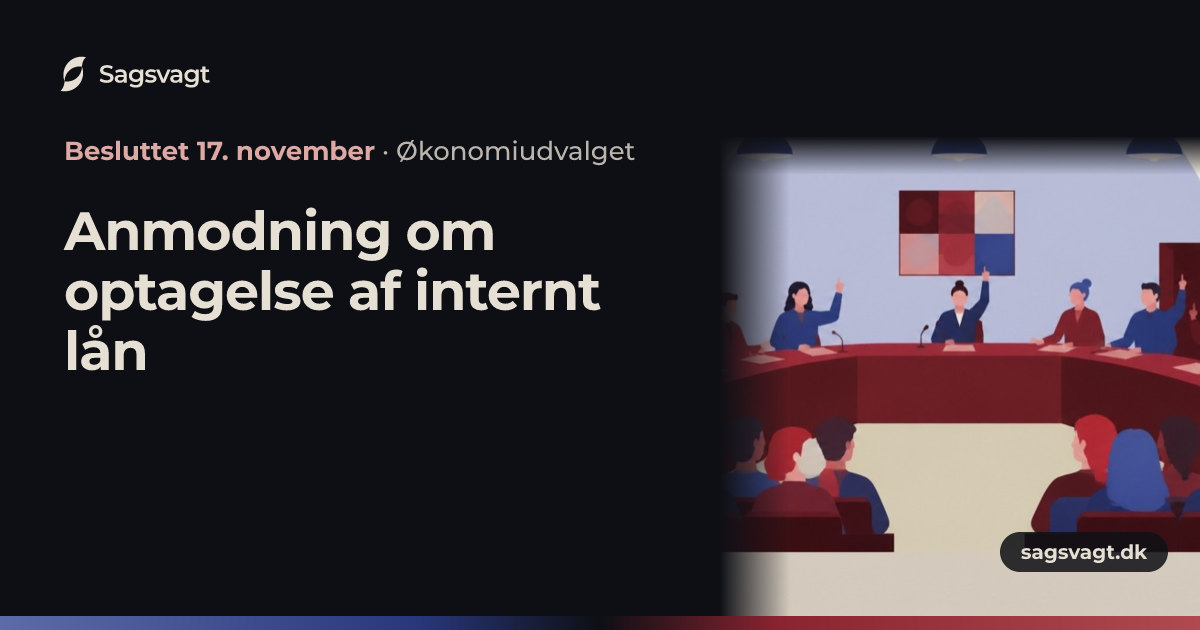 Sagsvagt
Besluttet 17. november · Økonomiudvalget
Anmodning om
optagelse af internt
lån
sagsvagt.dk